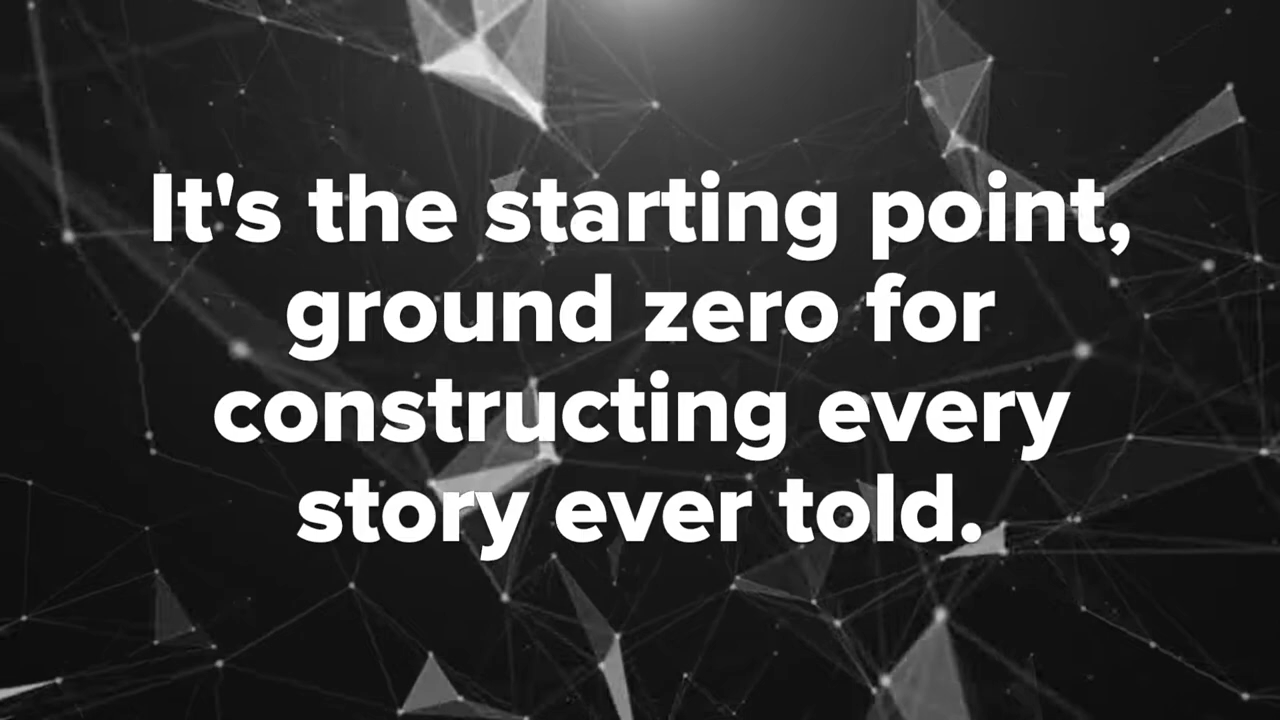 It's the starting point,
ground zero for
constructing every
story ever told.